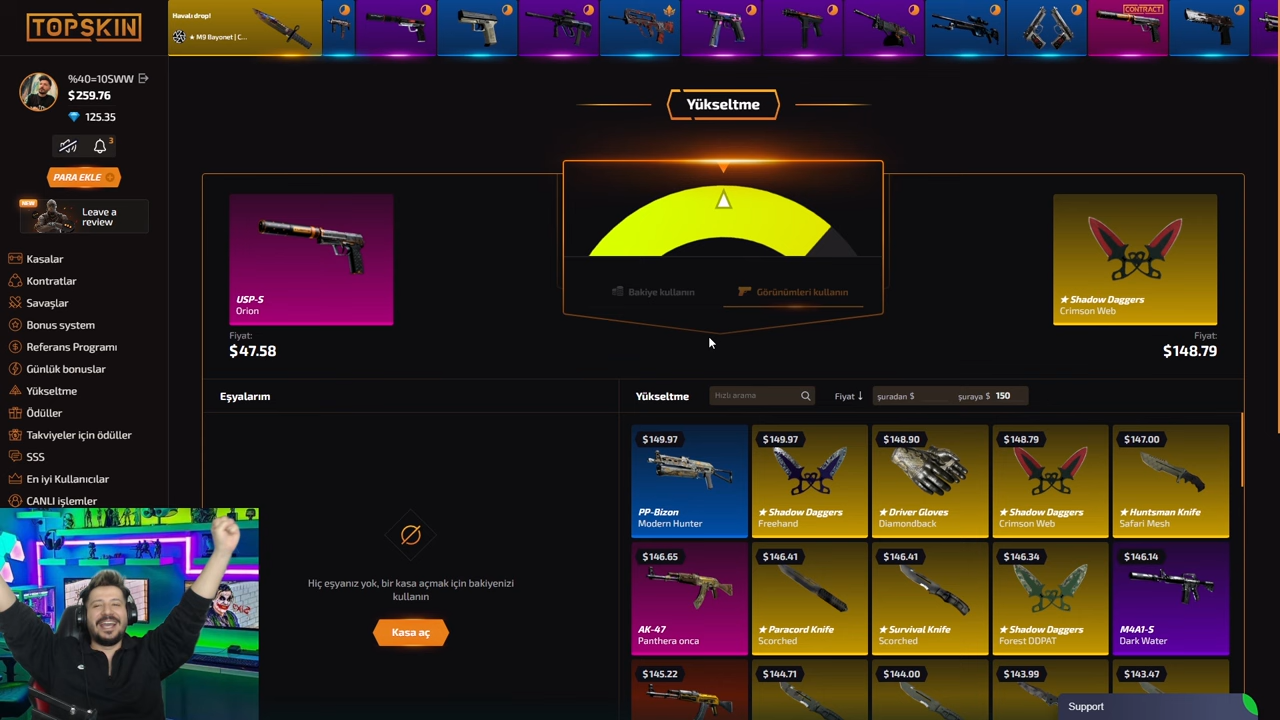 TOPSKIN
Havalı drop!
★ M9 Bayonet | C...
CONTRACT
%40=10SWW
$259.76
125.35
3
PARA EKLE
NEW
Leave a
review
Kasalar
Kontratlar
Savaşlar
Bonus system
Referans Programı
Günlük bonuslar
Yükseltme
Ödüller
Takviyeler için ödüller
SSS
En iyi Kullanıcılar
CANLI işlemler
Yükseltme
USP-S
Orion
Fiyat:
$47.58
Bakiye kullanın
Görünümleri kullanın
★ Shadow Daggers
Crimson Web
Fiyat:
$148.79
Eşyalarım
Hiç eşyanız yok, bir kasa açmak için bakiyenizi
kullanın
Kasa aç
Yükseltme
Hızlı arama
Fiyat
şuradan $
şuraya $ 150
$149.97
PP-Bizon
Modern Hunter
$149.97
★ Shadow Daggers
Freehand
$148.90
★ Driver Gloves
Diamondback
$148.79
★ Shadow Daggers
Crimson Web
$147.00
★ Huntsman Knife
Safari Mesh
$146.65
AK-47
Panthera onca
$146.41
★ Paracord Knife
Scorched
$146.41
★ Survival Knife
Scorched
$146.34
★ Shadow Daggers
Forest DDPAT
$146.14
M4A1-S
Dark Water
$145.22
$144.71
$144.00
$143.99
$143.47
Support